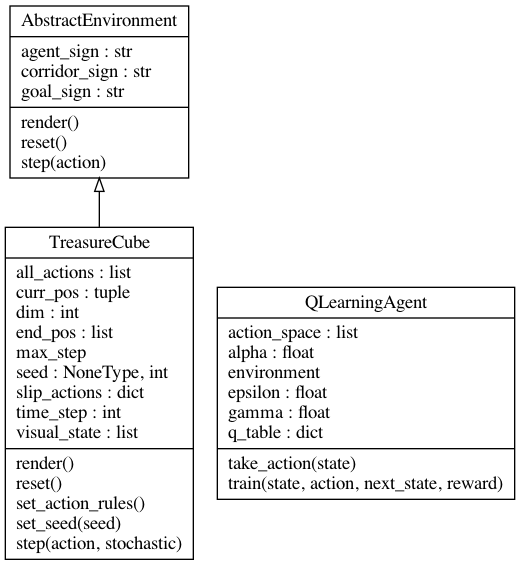 AbstractEnvironment
agent_sign : str
corridor_sign : str
goal_sign : str
render()
reset()
step(action)
TreasureCube
all_actions : list
curr_pos : tuple
dim : int
end_pos : list
max_step
seed : NoneType, int
slip_actions : dict
time_step : int
visual_state : list
render()
reset()
set_action_rules()
set_seed(seed)
step(action, stochastic)
QLearningAgent
action_space : list
alpha : float
environment
epsilon : float
gamma : float
q_table : dict
take_action(state)
train(state, action, next_state, reward)